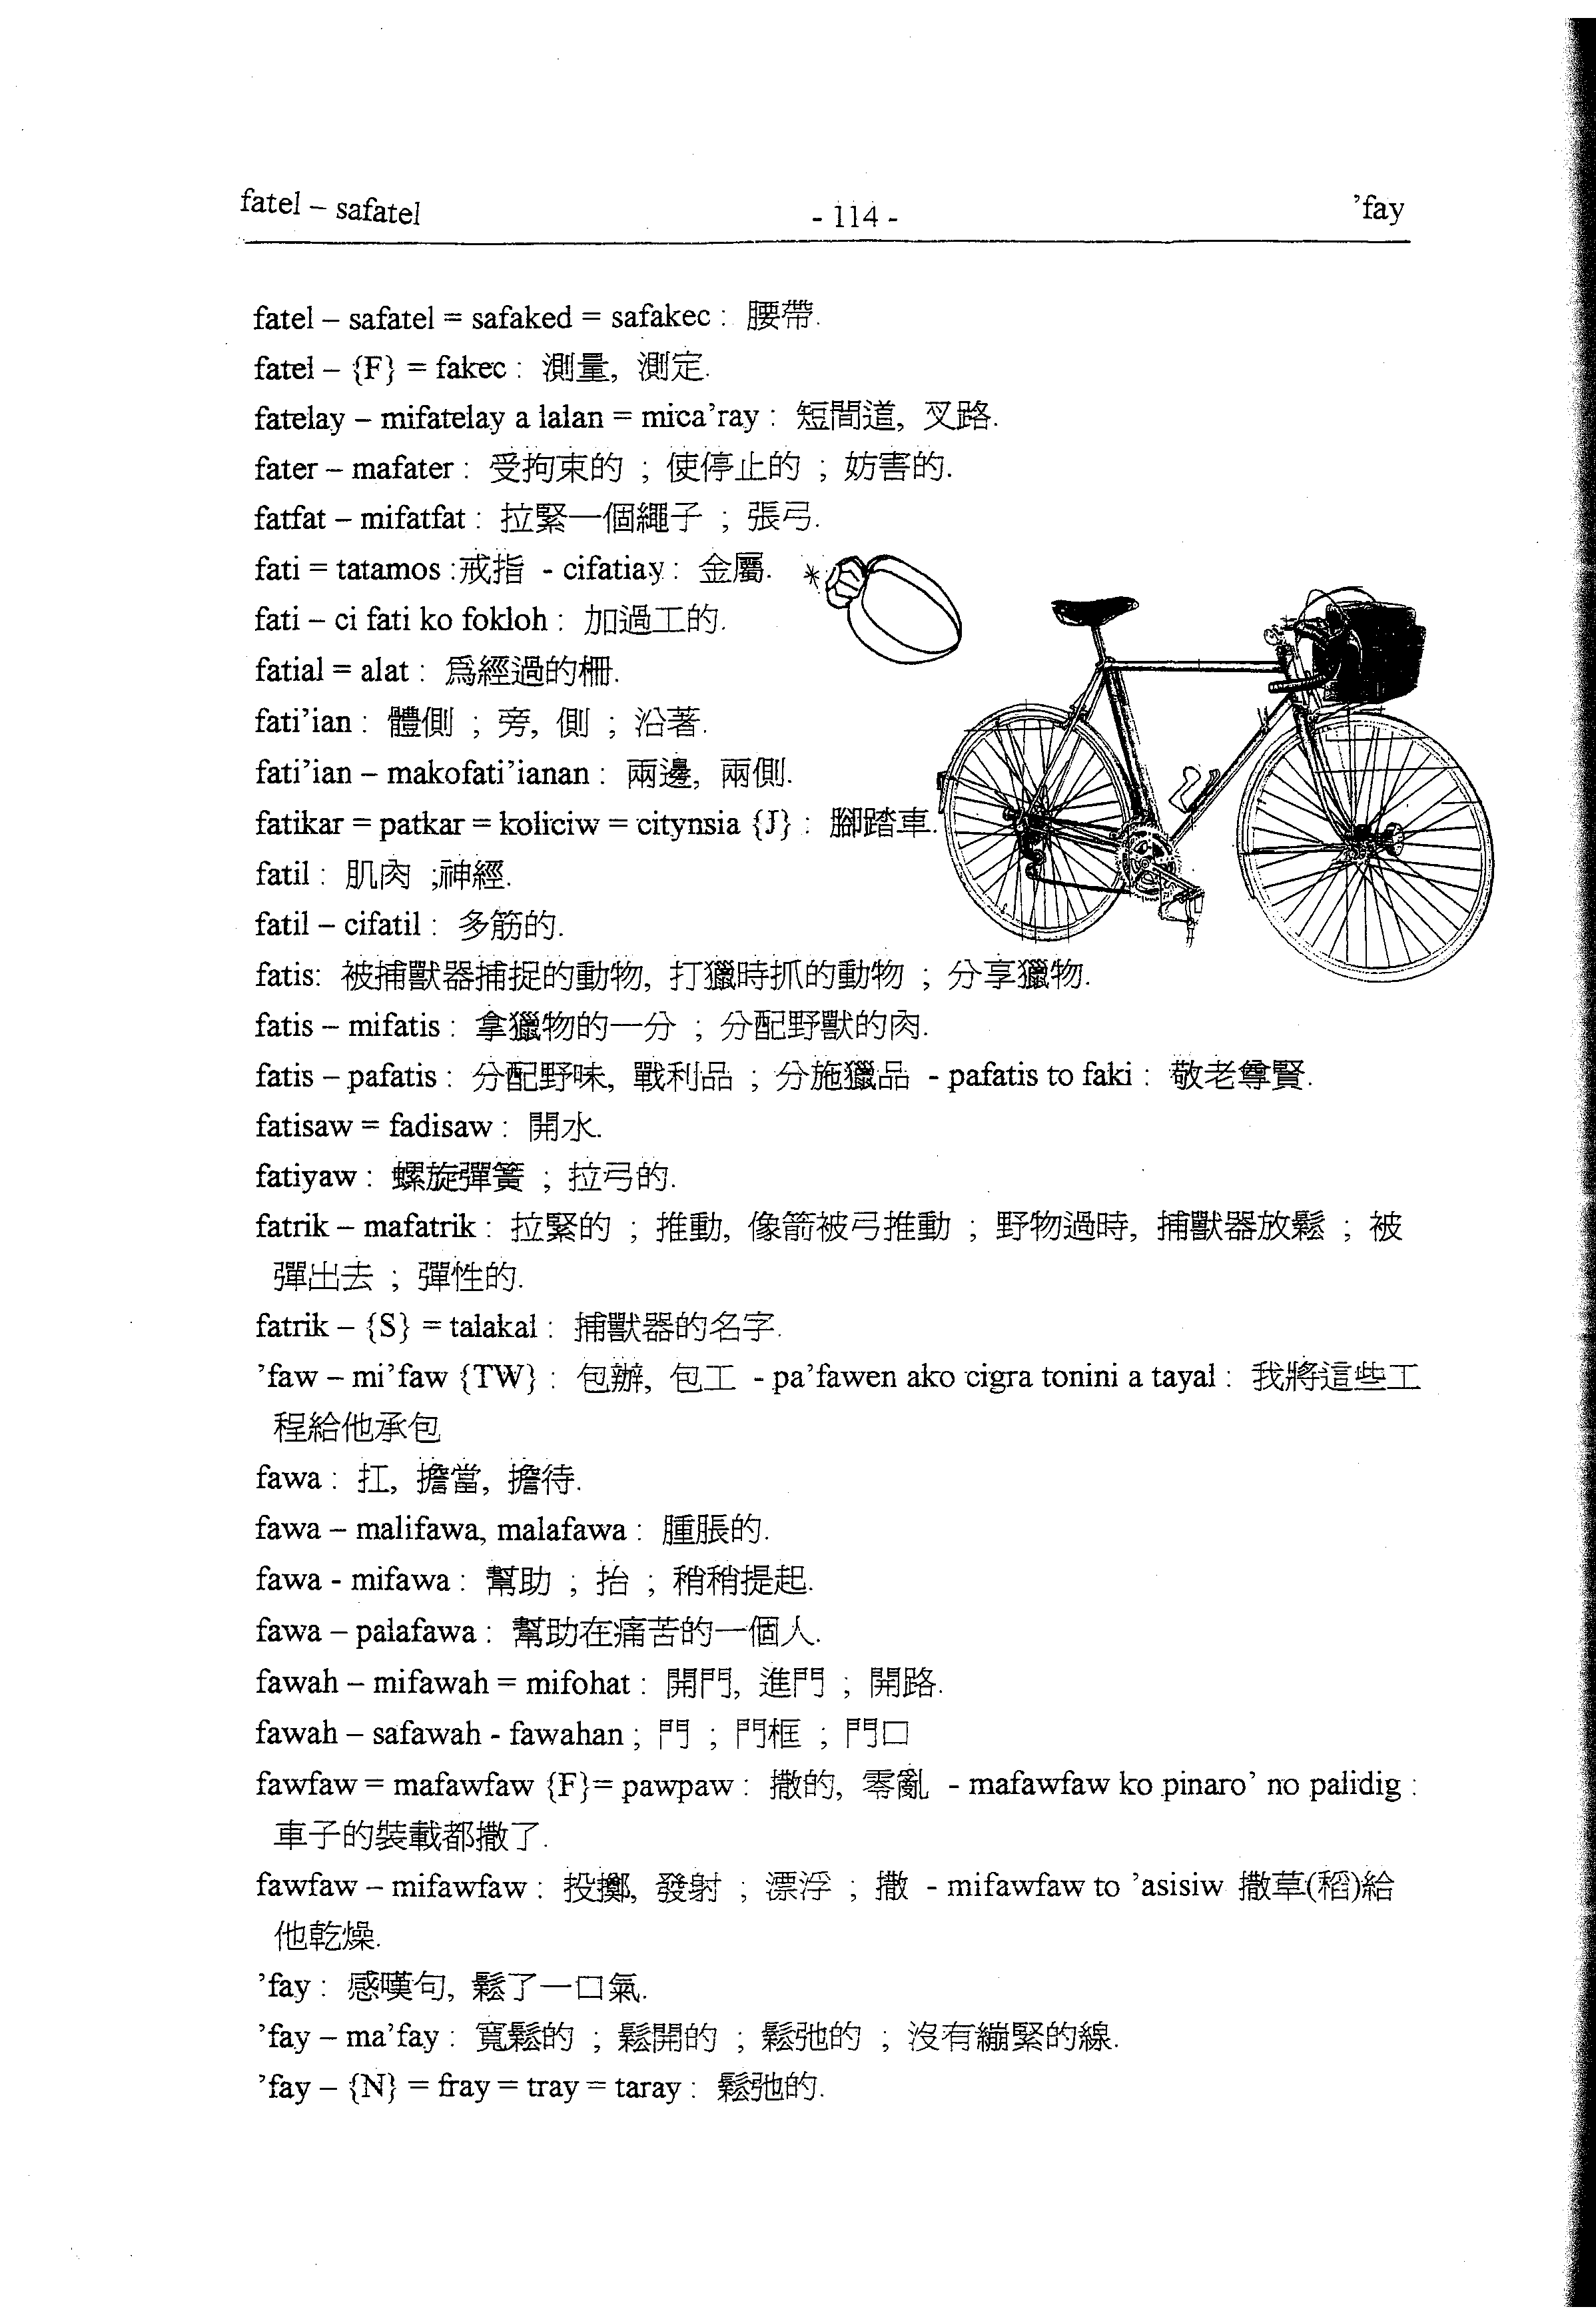 fatel – safatel - 114 - ’fay
fatel – safatel = safaked = safakec : 腰帶.
fatel – {F} = fakec : 測量, 測定.
fatelay – mifatelay a lalan = mica’ray : 短間道, 叉路.
fater – mafater : 受拘束的 ; 使停止的 ; 妨害的.
fatfat – mifatfat : 拉緊一個繩子 ; 張弓.
fati = tatamos :戒指 - cifatiay : 金屬.
fati – ci fati ko fokloh : 加過工的.
fatial = alat : 爲經過的柵.
fati’ian : 體側 ; 旁, 側 ; 沿著.
fati’ian – makofati’ianan : 兩邊, 兩側.
fatikar = patkar = koliciw = citynsia {J} : 腳踏車.
fatil : 肌肉 ;神經.
fatil – cifatil : 多筋的.
fatis: 被捕獸器捕捉的動物, 打獵時抓的動物 ; 分享獵物.
fatis – mifatis : 拿獵物的一分 ; 分配野獸的肉.
fatis – pafatis : 分配野味, 戰利品 ; 分施獵品 - pafatis to faki : 敬老尊賢.
fatisaw = fadisaw : 開水.
fatiyaw : 螺旋彈簧 ; 拉弓的.
fatrik – mafatrik : 拉緊的 ; 推動, 像箭被弓推動 ; 野物過時, 捕獸器放鬆 ; 被
彈出去 ; 彈性的.
fatrik – {S} = talakal : 捕獸器的名字.
’faw – mi’faw {TW} : 包辦, 包工 - pa’fawen ako cigra tonini a tayal : 我將這些工
程給他承包
fawa : 扛, 擔當, 擔待.
fawa – malifawa, malafawa : 腫脹的.
fawa - mifawa : 幫助 ; 抬 ; 稍稍提起.
fawa – palafawa : 幫助在痛苦的一個人.
fawah – mifawah = mifohat : 開門, 進門 ; 開路.
fawah – safawah - fawahan ; 門 ; 門框 ; 門口
fawfaw = mafawfaw {F}= pawpaw : 撒的, 零亂 - mafawfaw ko pinaro’ no palidig :
車子的裝載都撒了.
fawfaw – mifawfaw : 投擲, 發射 ; 漂浮 ; 撒 - mifawfaw to ’asisiw 撒草(稻)給
他乾燥.
’fay : 感嘆句, 鬆了一口氣.
’fay – ma’fay : 寬鬆的 ; 鬆開的 ; 鬆弛的 ; 沒有繃緊的線.
’fay – {N} = fray = tray = taray : 鬆弛的.